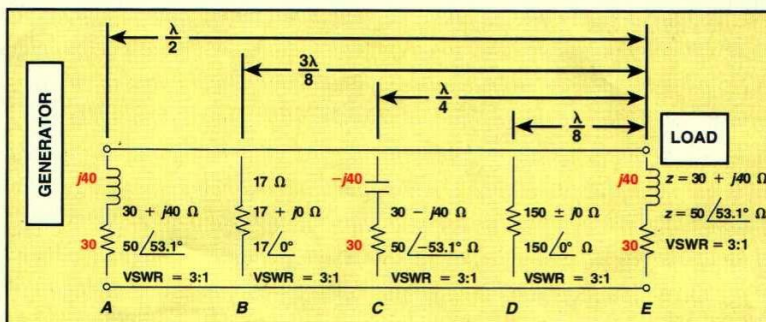 λ/2
3λ/8
λ/4
λ/8
GENERATOR
LOAD
j40
30 + j40 Ω
30
50 /53.1°
VSWR = 3:1
17 Ω
17 + j0 Ω
17 /0°
VSWR = 3:1
-j40
30 - j40 Ω
30
50 /-53.1° Ω
VSWR = 3:1
150 ± j0 Ω
150 /0° Ω
VSWR = 3:1
j40
z = 30 + j40 Ω
z = 50 /53.1° Ω
30
VSWR = 3:1
A B C D E